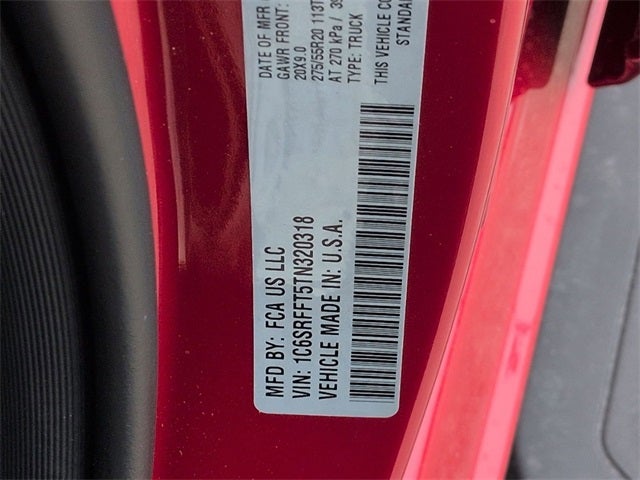 DATE OF MFR
GAWR FRONT:
20X9.0
275/55R20 113T
AT 270 kPa /
TYPE: TRUCK
THIS VEHICLE
STANDA
MFD BY: FCA US LLC
VIN: 1C6SRFFT5TN320318
VEHICLE MADE IN: U.S.A.